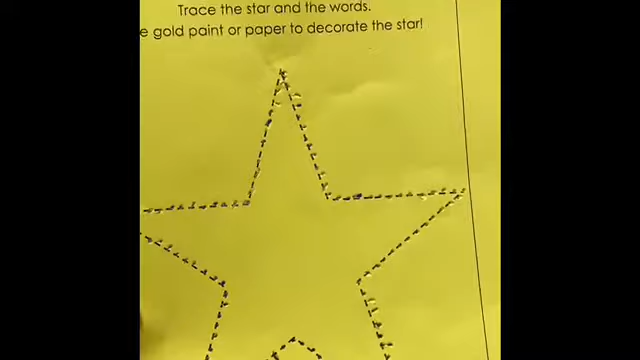 Trace the star and the words.
e gold paint or paper to decorate the star!